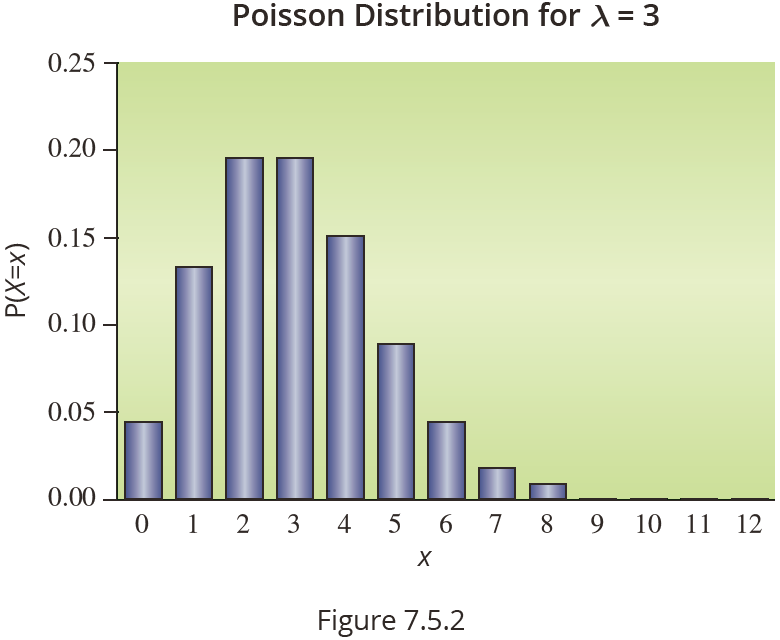 Poisson Distribution for λ = 3
0.25
0.20
0.15
0.10
0.05
0.00
P(X=x)
0 1 2 3 4 5 6 7 8 9 10 11 12
x
Figure 7.5.2